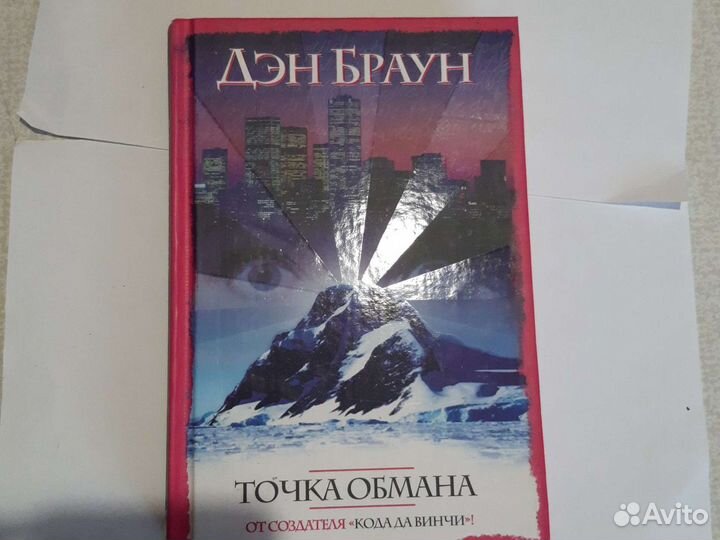 Дэн Браун
ТОЧКА ОБМАНА
ОТ СОЗДАТЕЛЯ «КОДА ДА ВИНЧИ»!
Avito